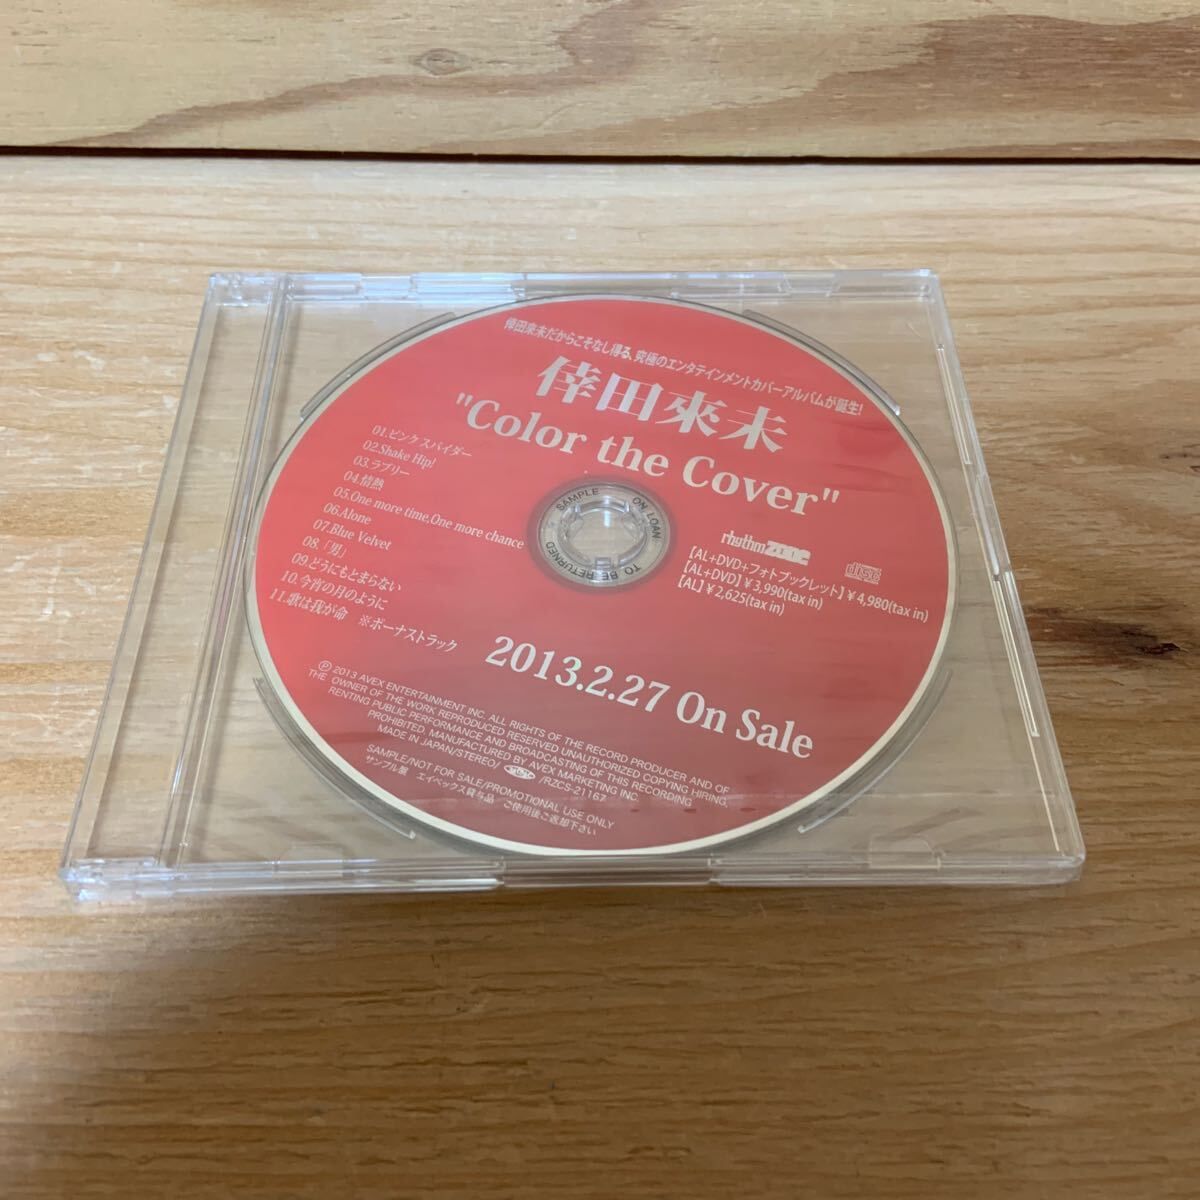 倖田來未だからこそなし得る、究極のエンタテインメントカバーアルバムが誕生!
倖田來未
"Color the Cover"
01.ピンク スパイダー
02.Shake Hip!
03.ラブリー
04.情熱
05.One more time,One more chance
06.Alone
07.Blue Velvet
08.「男」
09.どうにもとまらない
10.今宵の月のように
11.歌は我が命　※ボーナストラック
SAMPLE ON LOAN TO BE RETURNED
rhythm zone
【AL+DVD+フォトブックレット】￥4,980(tax in)
【AL+DVD】￥3,990(tax in)
【AL】￥2,625(tax in)
disc
2013.2.27 On Sale
Ⓟ2013 AVEX ENTERTAINMENT INC. ALL RIGHTS OF THE RECORD PRODUCER AND OF
THE OWNER OF THE WORK REPRODUCED RESERVED UNAUTHORIZED COPYING HIRING,
RENTING PUBLIC PERFORMANCE AND BROADCASTING OF THIS RECORDING
PROHIBITED. MANUFACTURED BY AVEX MARKETING INC.
MADE IN JAPAN/STEREO/ /RZCS-21167
SAMPLE/NOT FOR SALE/PROMOTIONAL USE ONLY
サンプル盤　エイベックス貸与品　ご使用後ご返却下さい